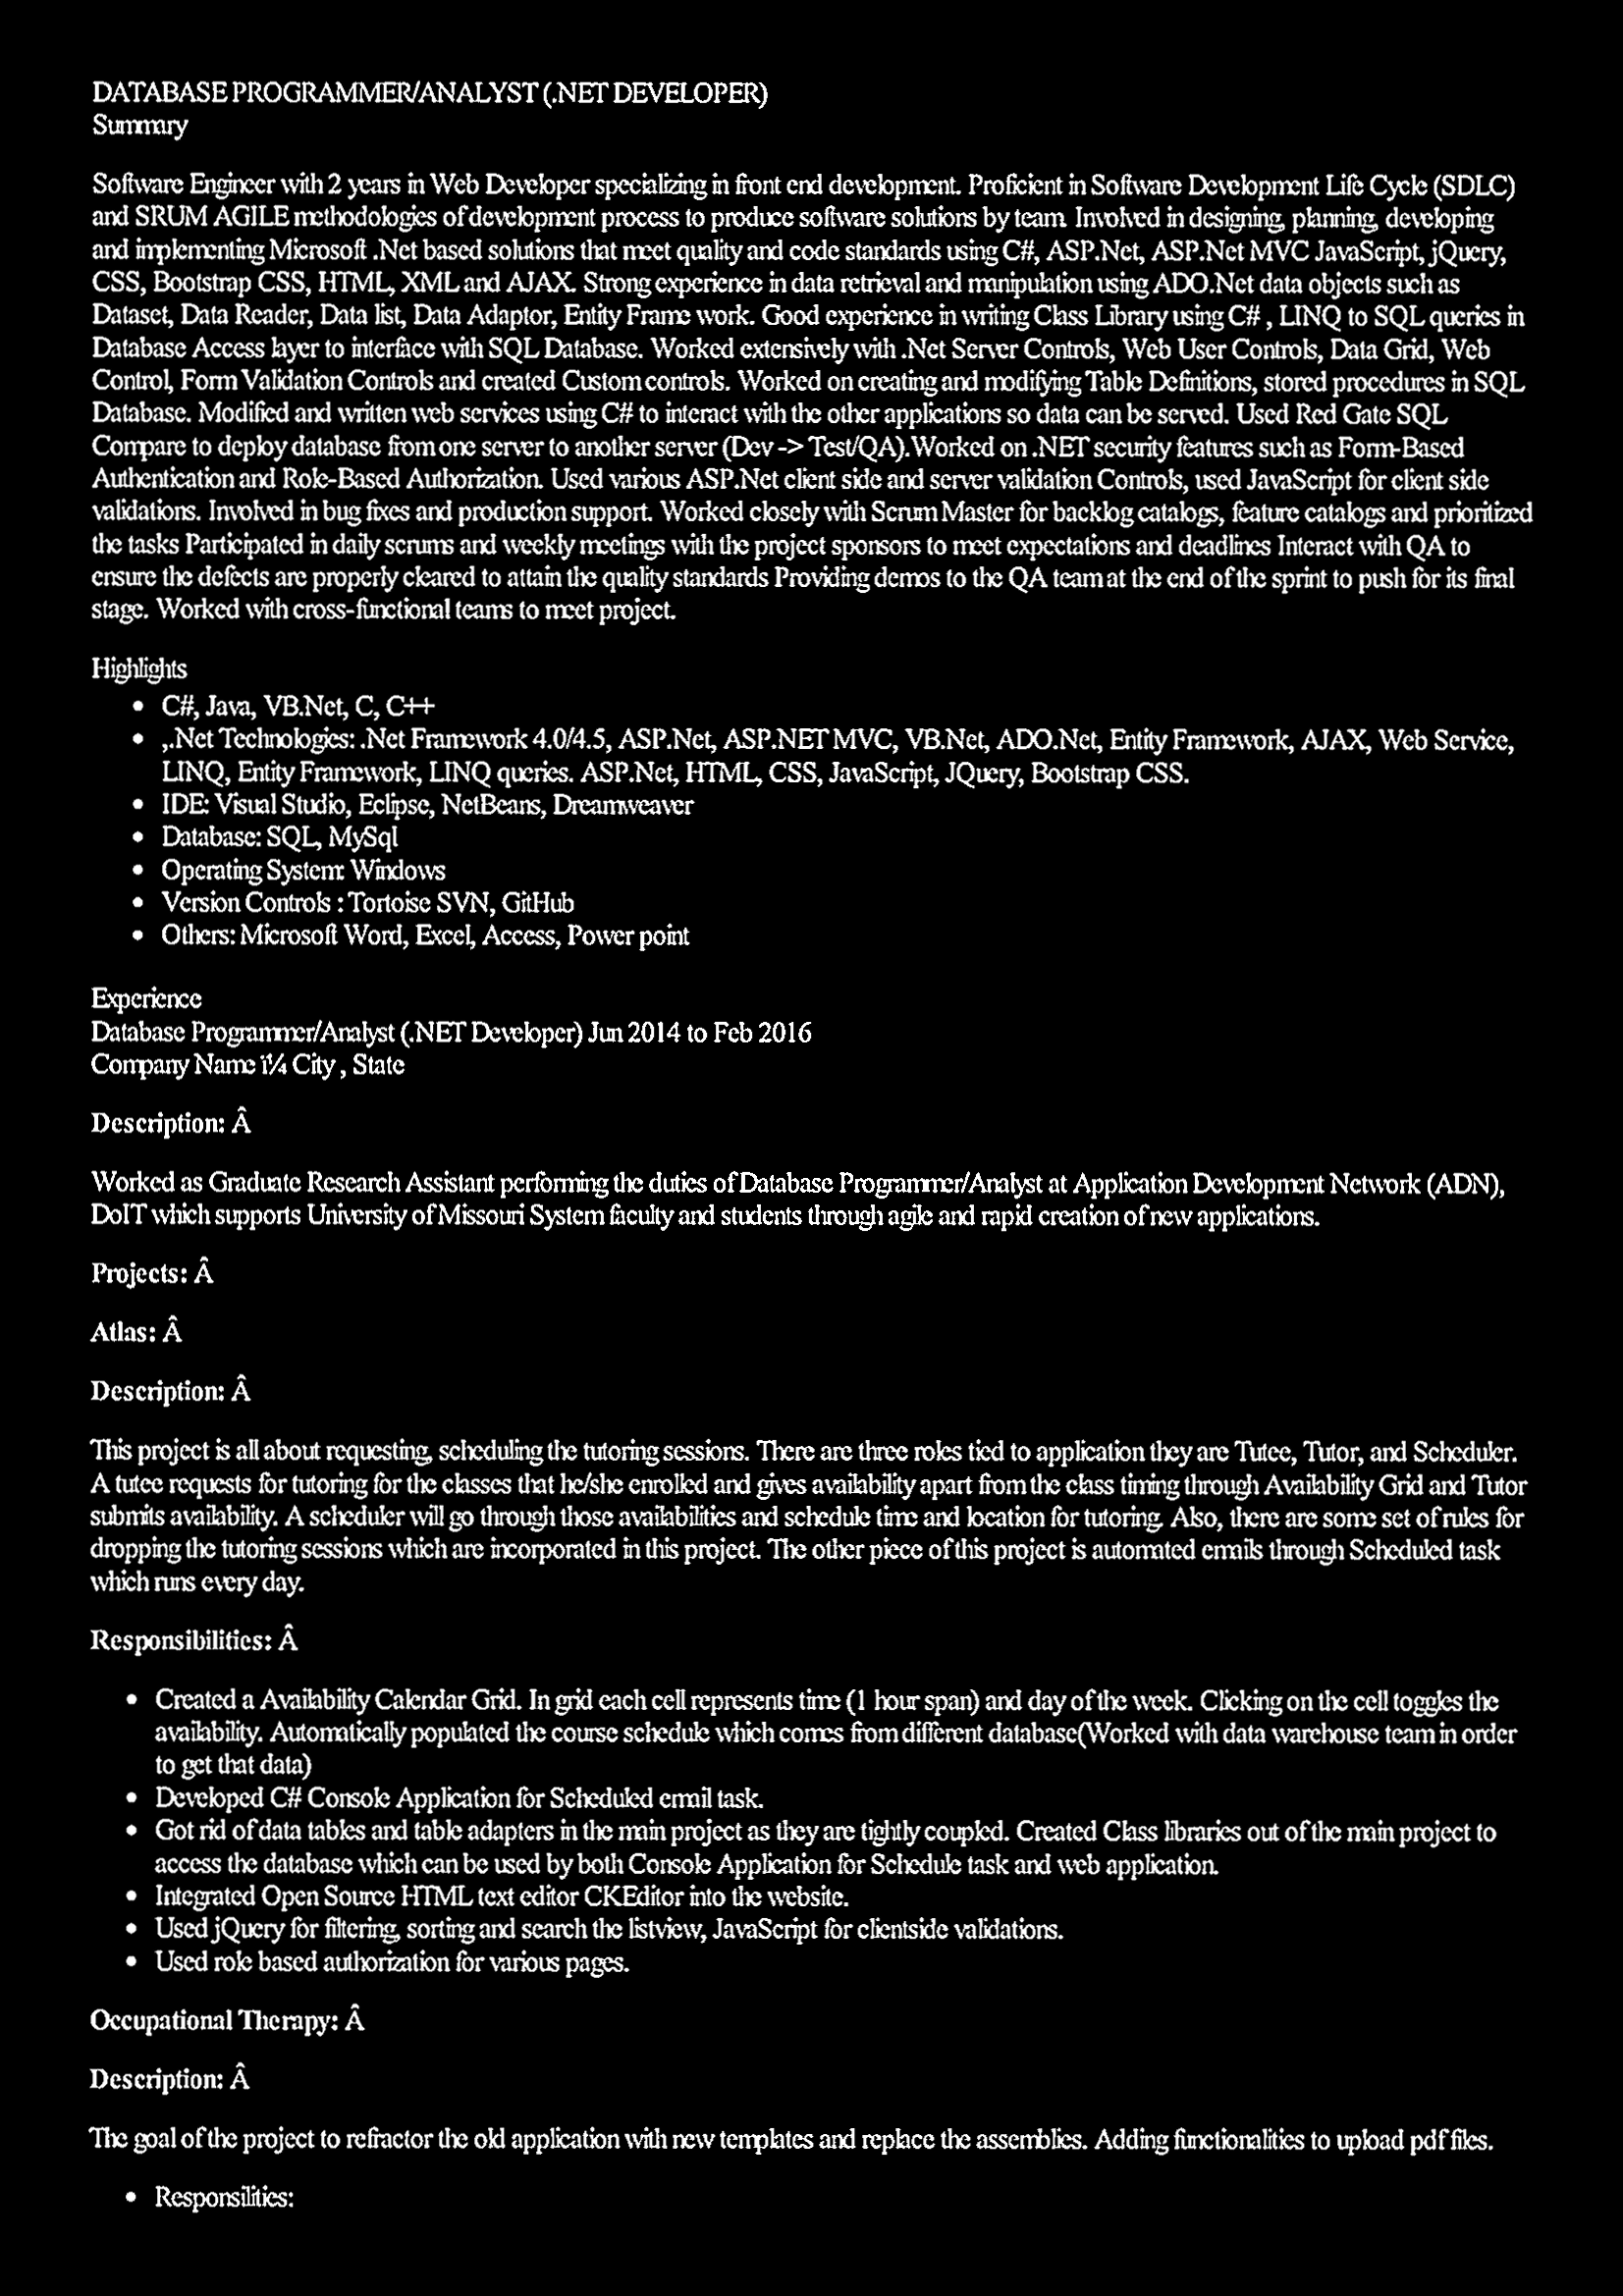 DATABASE PROGRAMMER/ANALYST (.NET DEVELOPER)
Summary
Software Engineer with 2 years in Web Developer specializing in front end development. Proficient in Software Development Life Cycle (SDLC)
and SRUM AGILE methodologies of development process to produce software solutions by team. Involved in designing, planning, developing
and implementing Microsoft .Net based solutions that meet quality and code standards using C#, ASP.Net, ASP.Net MVC JavaScript, jQuery,
CSS, Bootstrap CSS, HTML, XML and AJAX. Strong experience in data retrieval and manipulation using ADO.Net data objects such as
Dataset, Data Reader, Data list, Data Adaptor, Entity Frame work. Good experience in writing Class Library using C# , LINQ to SQL queries in
Database Access layer to interface with SQL Database. Worked extensively with .Net Server Controls, Web User Controls, Data Grid, Web
Control, Form Validation Controls and created Custom controls. Worked on creating and modifying Table Definitions, stored procedures in SQL
Database. Modified and written web services using C# to interact with the other applications so data can be served. Used Red Gate SQL
Compare to deploy database from one server to another server (Dev -> Test/QA).Worked on .NET security features such as Form-Based
Authentication and Role-Based Authorization. Used various ASP.Net client side and server validation Controls, used JavaScript for client side
validations. Involved in bug fixes and production support. Worked closely with Scrum Master for backlog catalogs, feature catalogs and prioritized
the tasks Participated in daily scrums and weekly meetings with the project sponsors to meet expectations and deadlines Interact with QA to
ensure the defects are properly cleared to attain the quality standards Providing demos to the QA team at the end of the sprint to push for its final
stage. Worked with cross-functional teams to meet project.
Highlights
• C#, Java, VB.Net, C, C++
• ,.Net Technologies: .Net Framework 4.0/4.5, ASP.Net, ASP.NET MVC, VB.Net, ADO.Net, Entity Framework, AJAX, Web Service,
LINQ, Entity Framework, LINQ queries. ASP.Net, HTML, CSS, JavaScript, JQuery, Bootstrap CSS.
• IDE: Visual Studio, Eclipse, NetBeans, Dreamweaver
• Database: SQL, MySql
• Operating System: Windows
• Version Controls : Tortoise SVN, GitHub
• Others: Microsoft Word, Excel, Access, Power point
Experience
Database Programmer/Analyst (.NET Developer) Jun 2014 to Feb 2016
Company Name ï¼ City , State
Description: Â
Worked as Graduate Research Assistant performing the duties of Database Programmer/Analyst at Application Development Network (ADN),
DoIT which supports University of Missouri System faculty and students through agile and rapid creation of new applications.
Projects: Â
Atlas: Â
Description: Â
This project is all about requesting, scheduling the tutoring sessions. There are three roles tied to application they are Tutee, Tutor, and Scheduler.
A tutee requests for tutoring for the classes that he/she enrolled and gives availability apart from the class timing through Availability Grid and Tutor
submits availability. A scheduler will go through those availabilities and schedule time and location for tutoring. Also, there are some set of rules for
dropping the tutoring sessions which are incorporated in this project. The other piece of this project is automated emails through Scheduled task
which runs every day.
Responsibilities: Â
• Created a Availability Calendar Grid. In grid each cell represents time (1 hour span) and day of the week. Clicking on the cell toggles the
availability. Automatically populated the course schedule which comes from different database(Worked with data warehouse team in order
to get that data)
• Developed C# Console Application for Scheduled email task.
• Got rid of data tables and table adapters in the main project as they are tightly coupled. Created Class libraries out of the main project to
access the database which can be used by both Console Application for Schedule task and web application.
• Integrated Open Source HTML text editor CKEditor into the website.
• Used jQuery for filtering, sorting and search the listview, JavaScript for clientside validations.
• Used role based authorization for various pages.
Occupational Therapy: Â
Description: Â
The goal of the project to refractor the old application with new templates and replace the assemblies. Adding functionalities to upload pdf files.
• Responsilities: